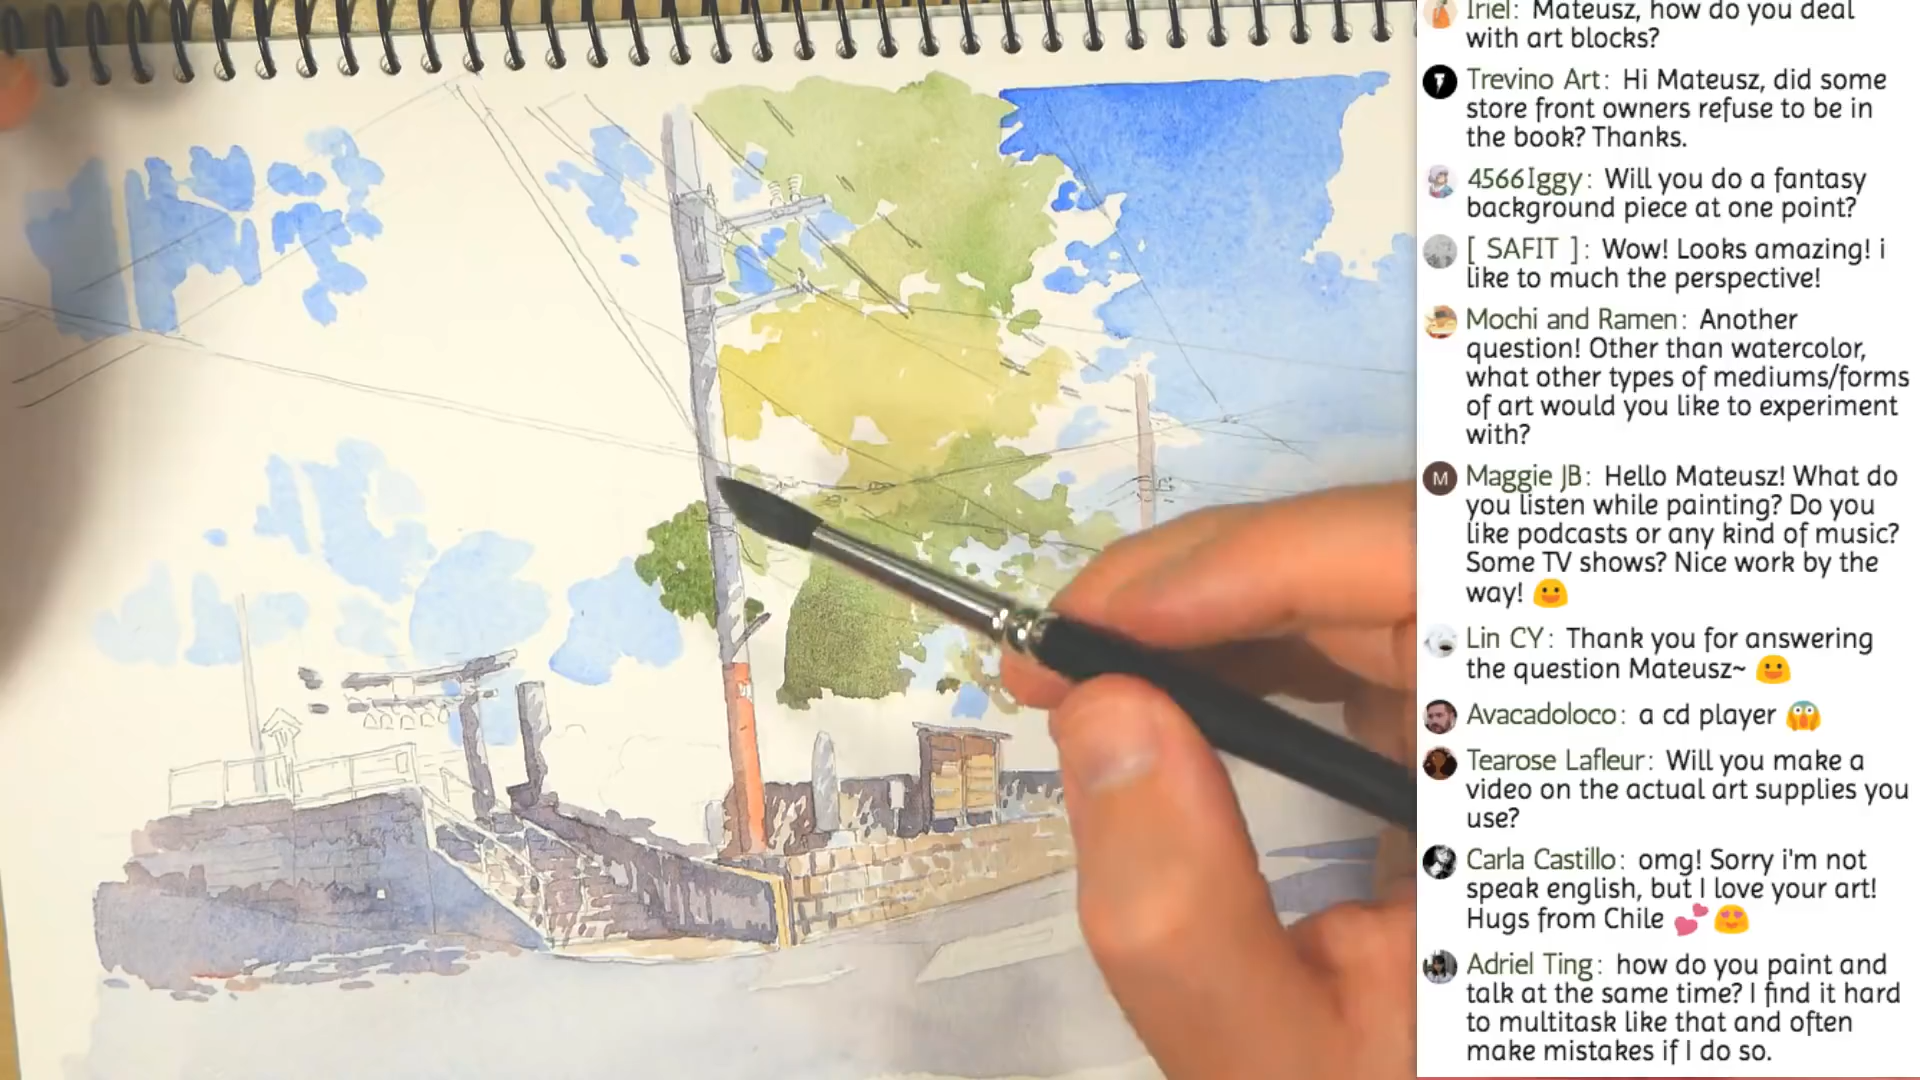 Iriel: Mateusz, how do you deal
with art blocks?
Trevino Art: Hi Mateusz, did some
store front owners refuse to be in
the book? Thanks.
4566Iggy: Will you do a fantasy
background piece at one point?
[ SAFIT ]: Wow! Looks amazing! i
like to much the perspective!
Mochi and Ramen: Another
question! Other than watercolor,
what other types of mediums/forms
of art would you like to experiment
with?
M Maggie JB: Hello Mateusz! What do
you listen while painting? Do you
like podcasts or any kind of music?
Some TV shows? Nice work by the
way! 😃
Lin CY: Thank you for answering
the question Mateusz~ 😃
Avacadoloco: a cd player 😱
Tearose Lafleur: Will you make a
video on the actual art supplies you
use?
Carla Castillo: omg! Sorry i'm not
speak english, but I love your art!
Hugs from Chile 💕 😍
Adriel Ting: how do you paint and
talk at the same time? I find it hard
to multitask like that and often
make mistakes if I do so.